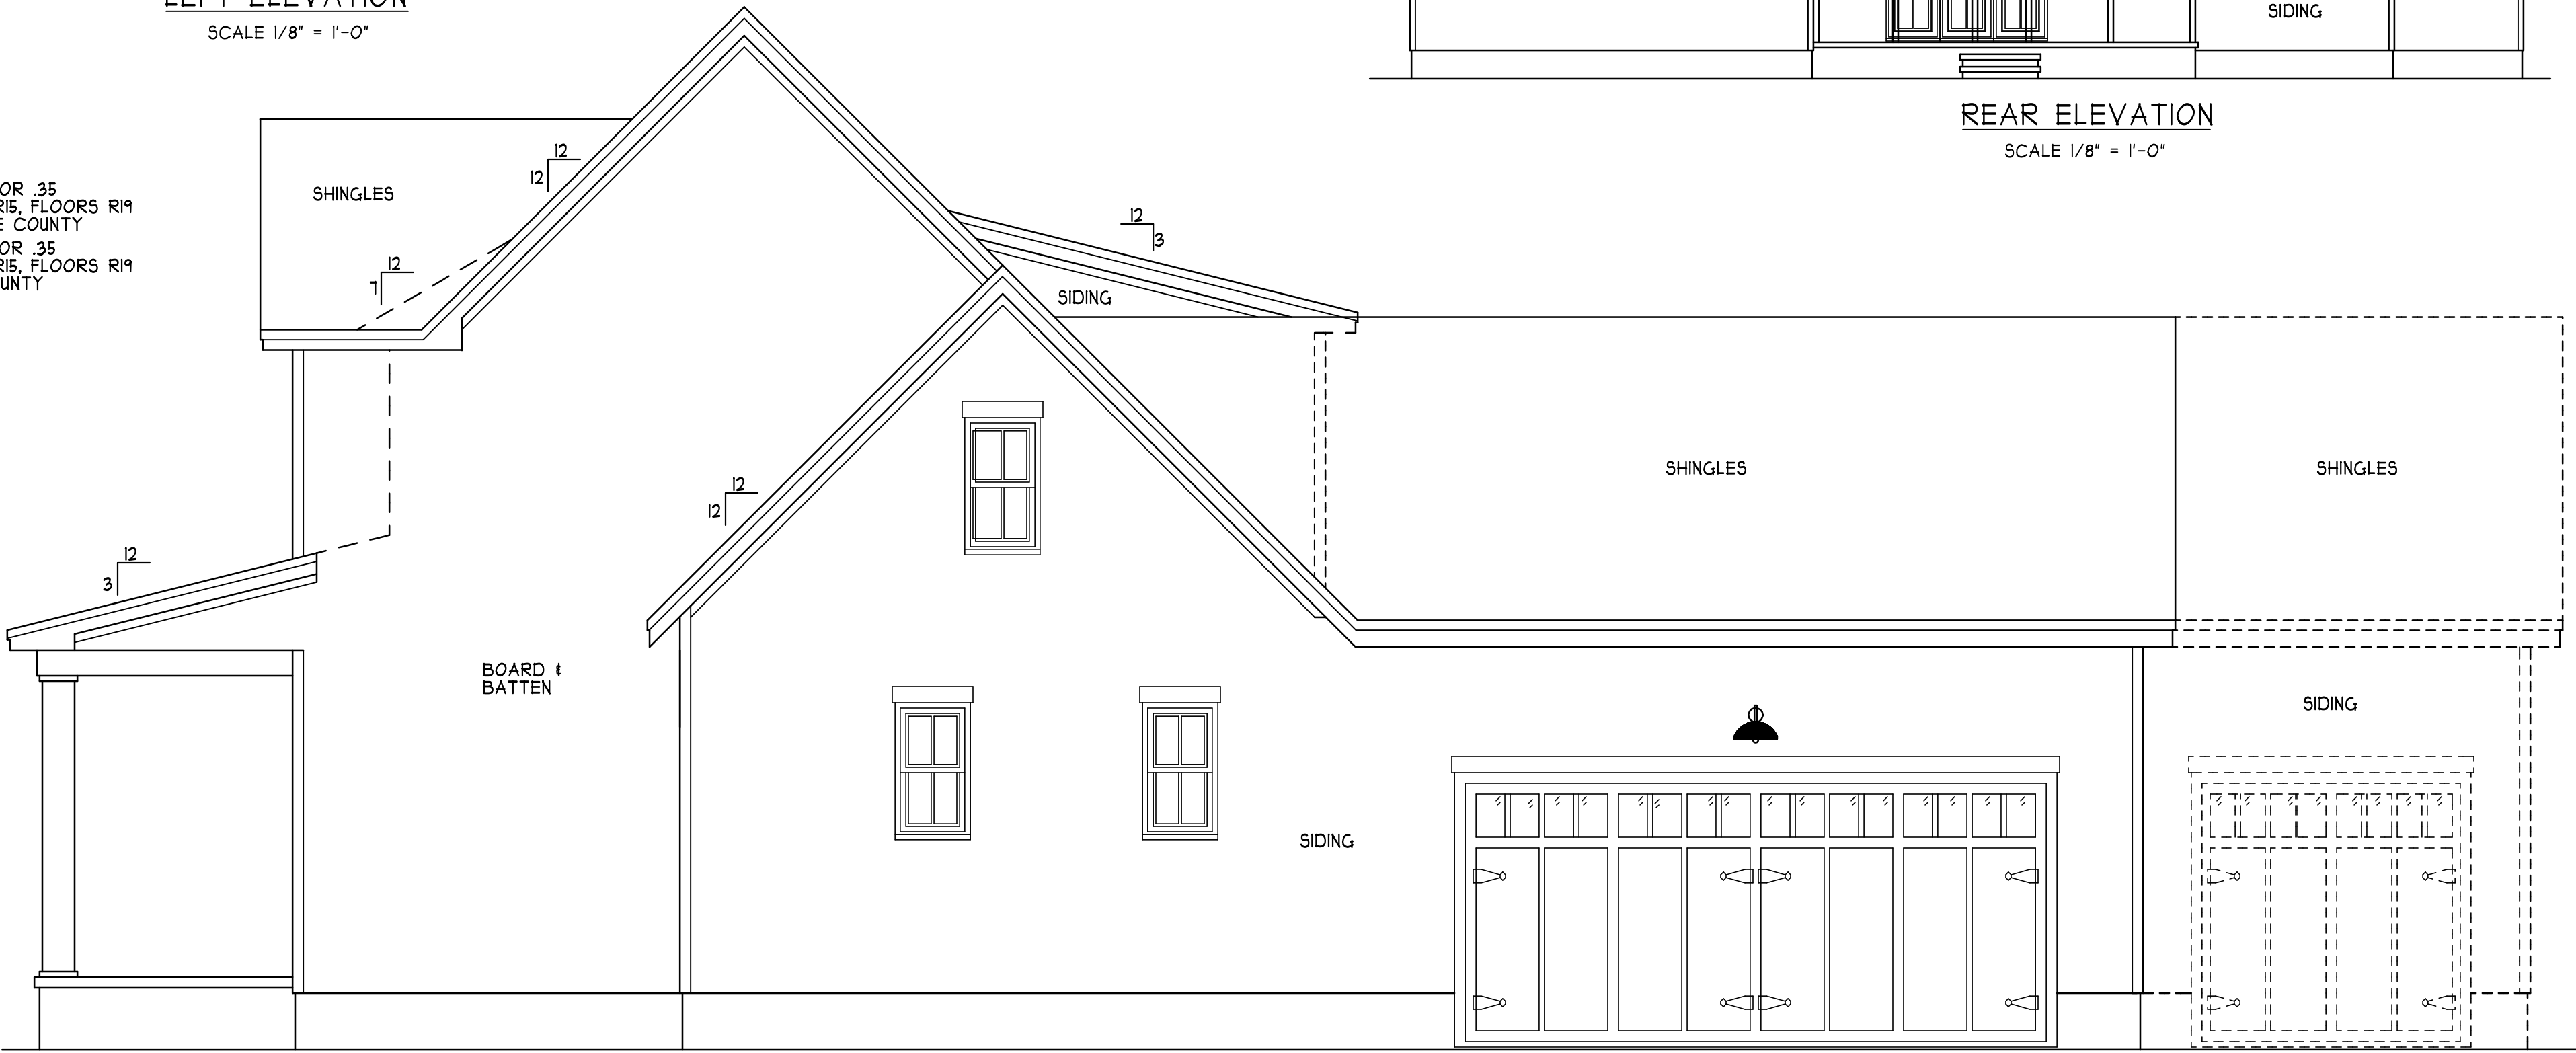 LEFT ELEVATION
SCALE 1/8" = 1'-0"
SIDING
REAR ELEVATION
SCALE 1/8" = 1'-0"
OR .35
R15, FLOORS R19
E COUNTY
OR .35
R15, FLOORS R19
UNTY
SHINGLES
12
12
12
7
12
3
SIDING
12
12
SHINGLES
SHINGLES
12
3
BOARD &
BATTEN
SIDING
SIDING